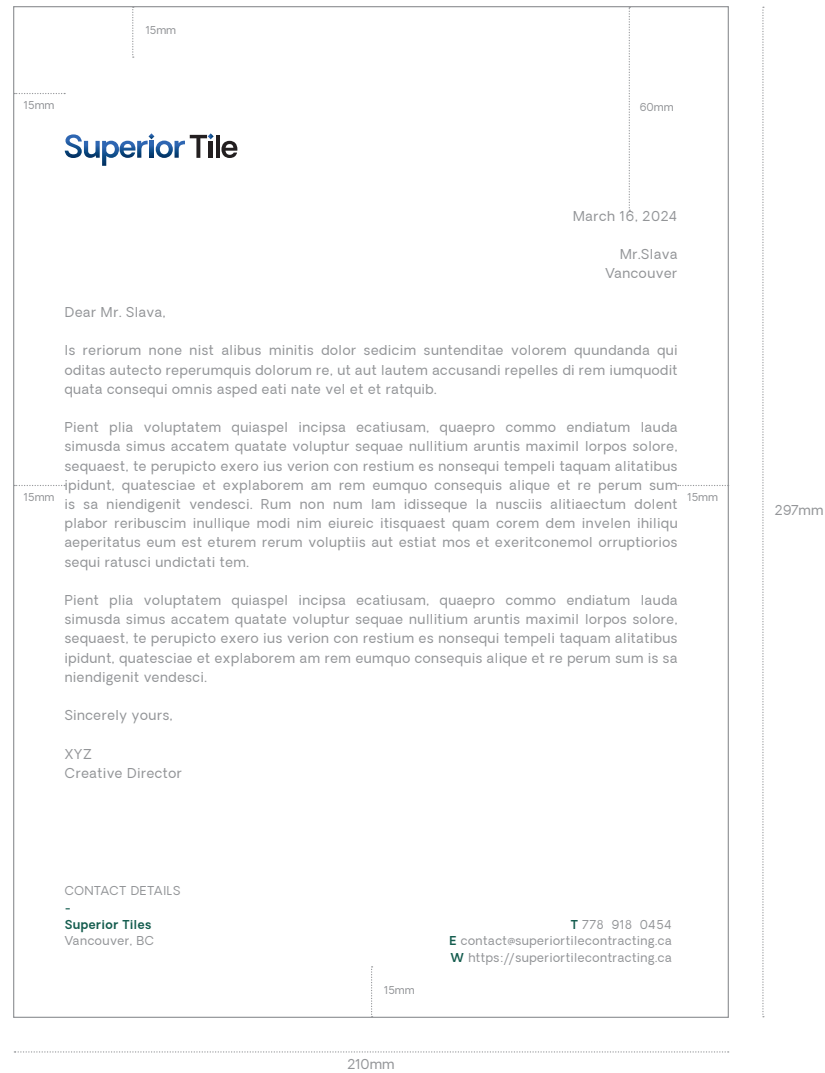 15mm
15mm
60mm
Superior Tile
March 16, 2024
Mr.Slava
Vancouver
Dear Mr. Slava,
Is reriorum none nist alibus minitis dolor sedicim suntenditae volorem quundanda qui
oditas autecto reperumquis dolorum re, ut aut lautem accusandi repelles di rem iumquodit
quata consequi omnis asped eati nate vel et et ratquib.
Pient plia voluptatem quiaspel incipsa ecatiusam, quaepro commo endiatum lauda
simusda simus accatem quatate voluptur sequae nullitium aruntis maximil lorpos solore,
sequaest, te perupicto exero ius verion con restium es nonsequi tempeli taquam alitatibus
ipidunt, quatesciae et explaborem am rem eumquo consequis alique et re perum sum
15mm
15mm
is sa niendigenit vendesci. Rum non num lam idisseque la nusciis alitiaectum dolent
297mm
plabor reribuscim inullique modi nim eiureic itisquaest quam corem dem invelen ihiliqu
aeperitatus eum est eturem rerum voluptiis aut estiat mos et exeritconemol orruptiorios
sequi ratusci undictati tem.
Pient plia voluptatem quiaspel incipsa ecatiusam, quaepro commo endiatum lauda
simusda simus accatem quatate voluptur sequae nullitium aruntis maximil lorpos solore,
sequaest, te perupicto exero ius verion con restium es nonsequi tempeli taquam alitatibus
ipidunt, quatesciae et explaborem am rem eumquo consequis alique et re perum sum is sa
niendigenit vendesci.
Sincerely yours,
XYZ
Creative Director
CONTACT DETAILS
-
Superior Tiles
Vancouver, BC
T 778 918 0454
E contact@superiortilecontracting.ca
W https://superiortilecontracting.ca
15mm
210mm